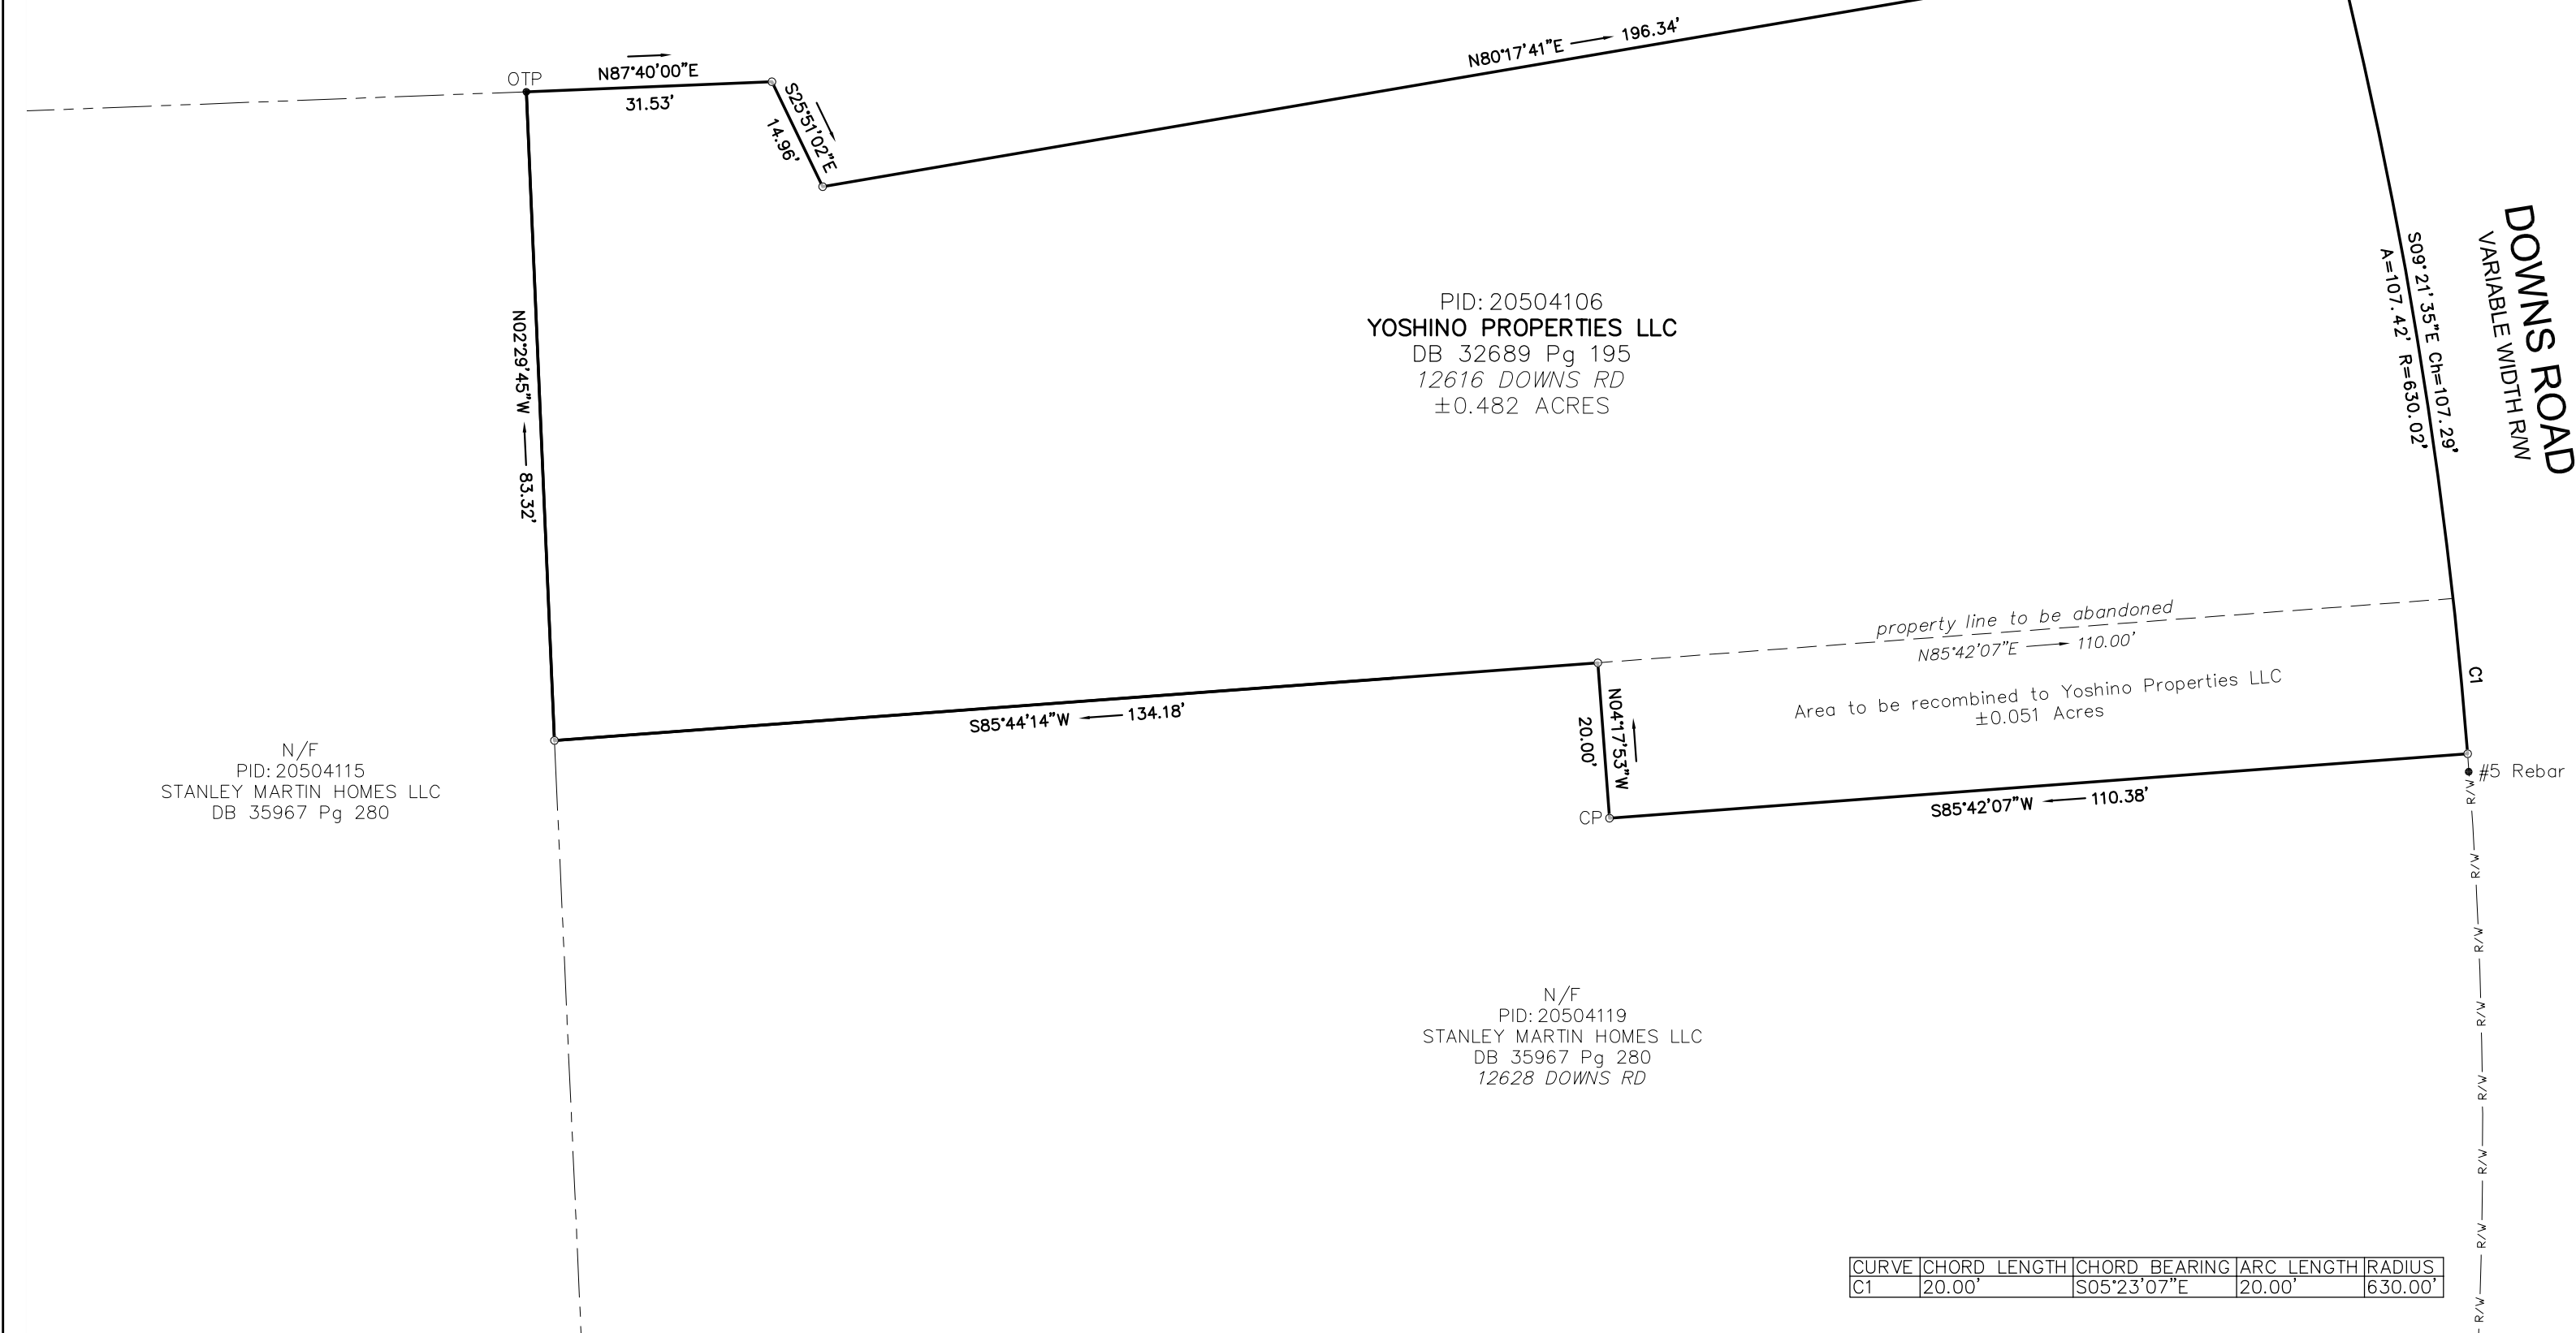 N80°17'41"E 196.34'
OTP
N87°40'00"E
31.53'
S25°51'02"E
14.96'
DOWNS ROAD
VARIABLE WIDTH R/W
S09°21'35"E Ch=107.29'
A=107.42' R=630.02'
PID: 20504106
YOSHINO PROPERTIES LLC
DB 32689 Pg 195
12616 DOWNS RD
±0.482 ACRES
N02°29'45"W 83.32'
property line to be abandoned
N85°42'07"E 110.00'
C1
Area to be recombined to Yoshino Properties LLC
±0.051 Acres
S85°44'14"W 134.18'
N04°17'53"W
20.00'
#5 Rebar
S85°42'07"W 110.38'
CP
N/F
PID: 20504115
STANLEY MARTIN HOMES LLC
DB 35967 Pg 280
R/W
R/W
R/W
R/W
R/W
R/W
R/W
R/W
N/F
PID: 20504119
STANLEY MARTIN HOMES LLC
DB 35967 Pg 280
12628 DOWNS RD
CURVE CHORD LENGTH CHORD BEARING ARC LENGTH RADIUS
C1 20.00' S05°23'07"E 20.00' 630.00'